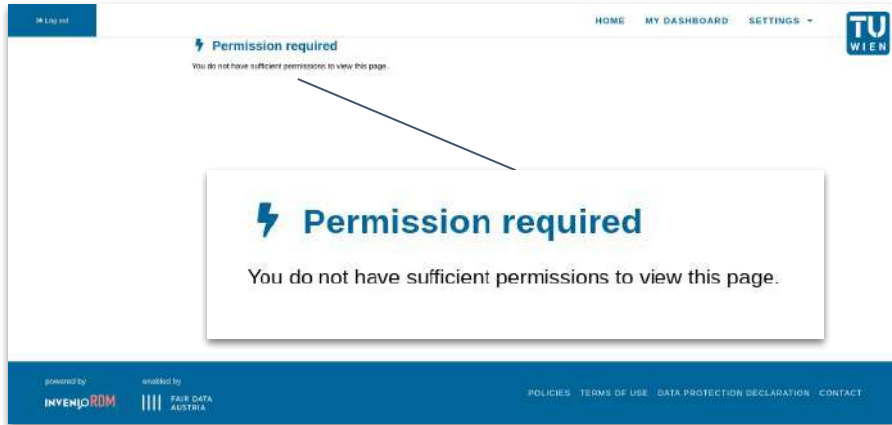 Log out
HOME MY DASHBOARD SETTINGS
TU
WIEN
Permission required
You do not have sufficient permissions to view this page.
Permission required
You do not have sufficient permissions to view this page.
powered by
INVENIORDM
enabled by
FAIR DATA
AUSTRIA
POLICIES TERMS OF USE DATA PROTECTION DECLARATION CONTACT